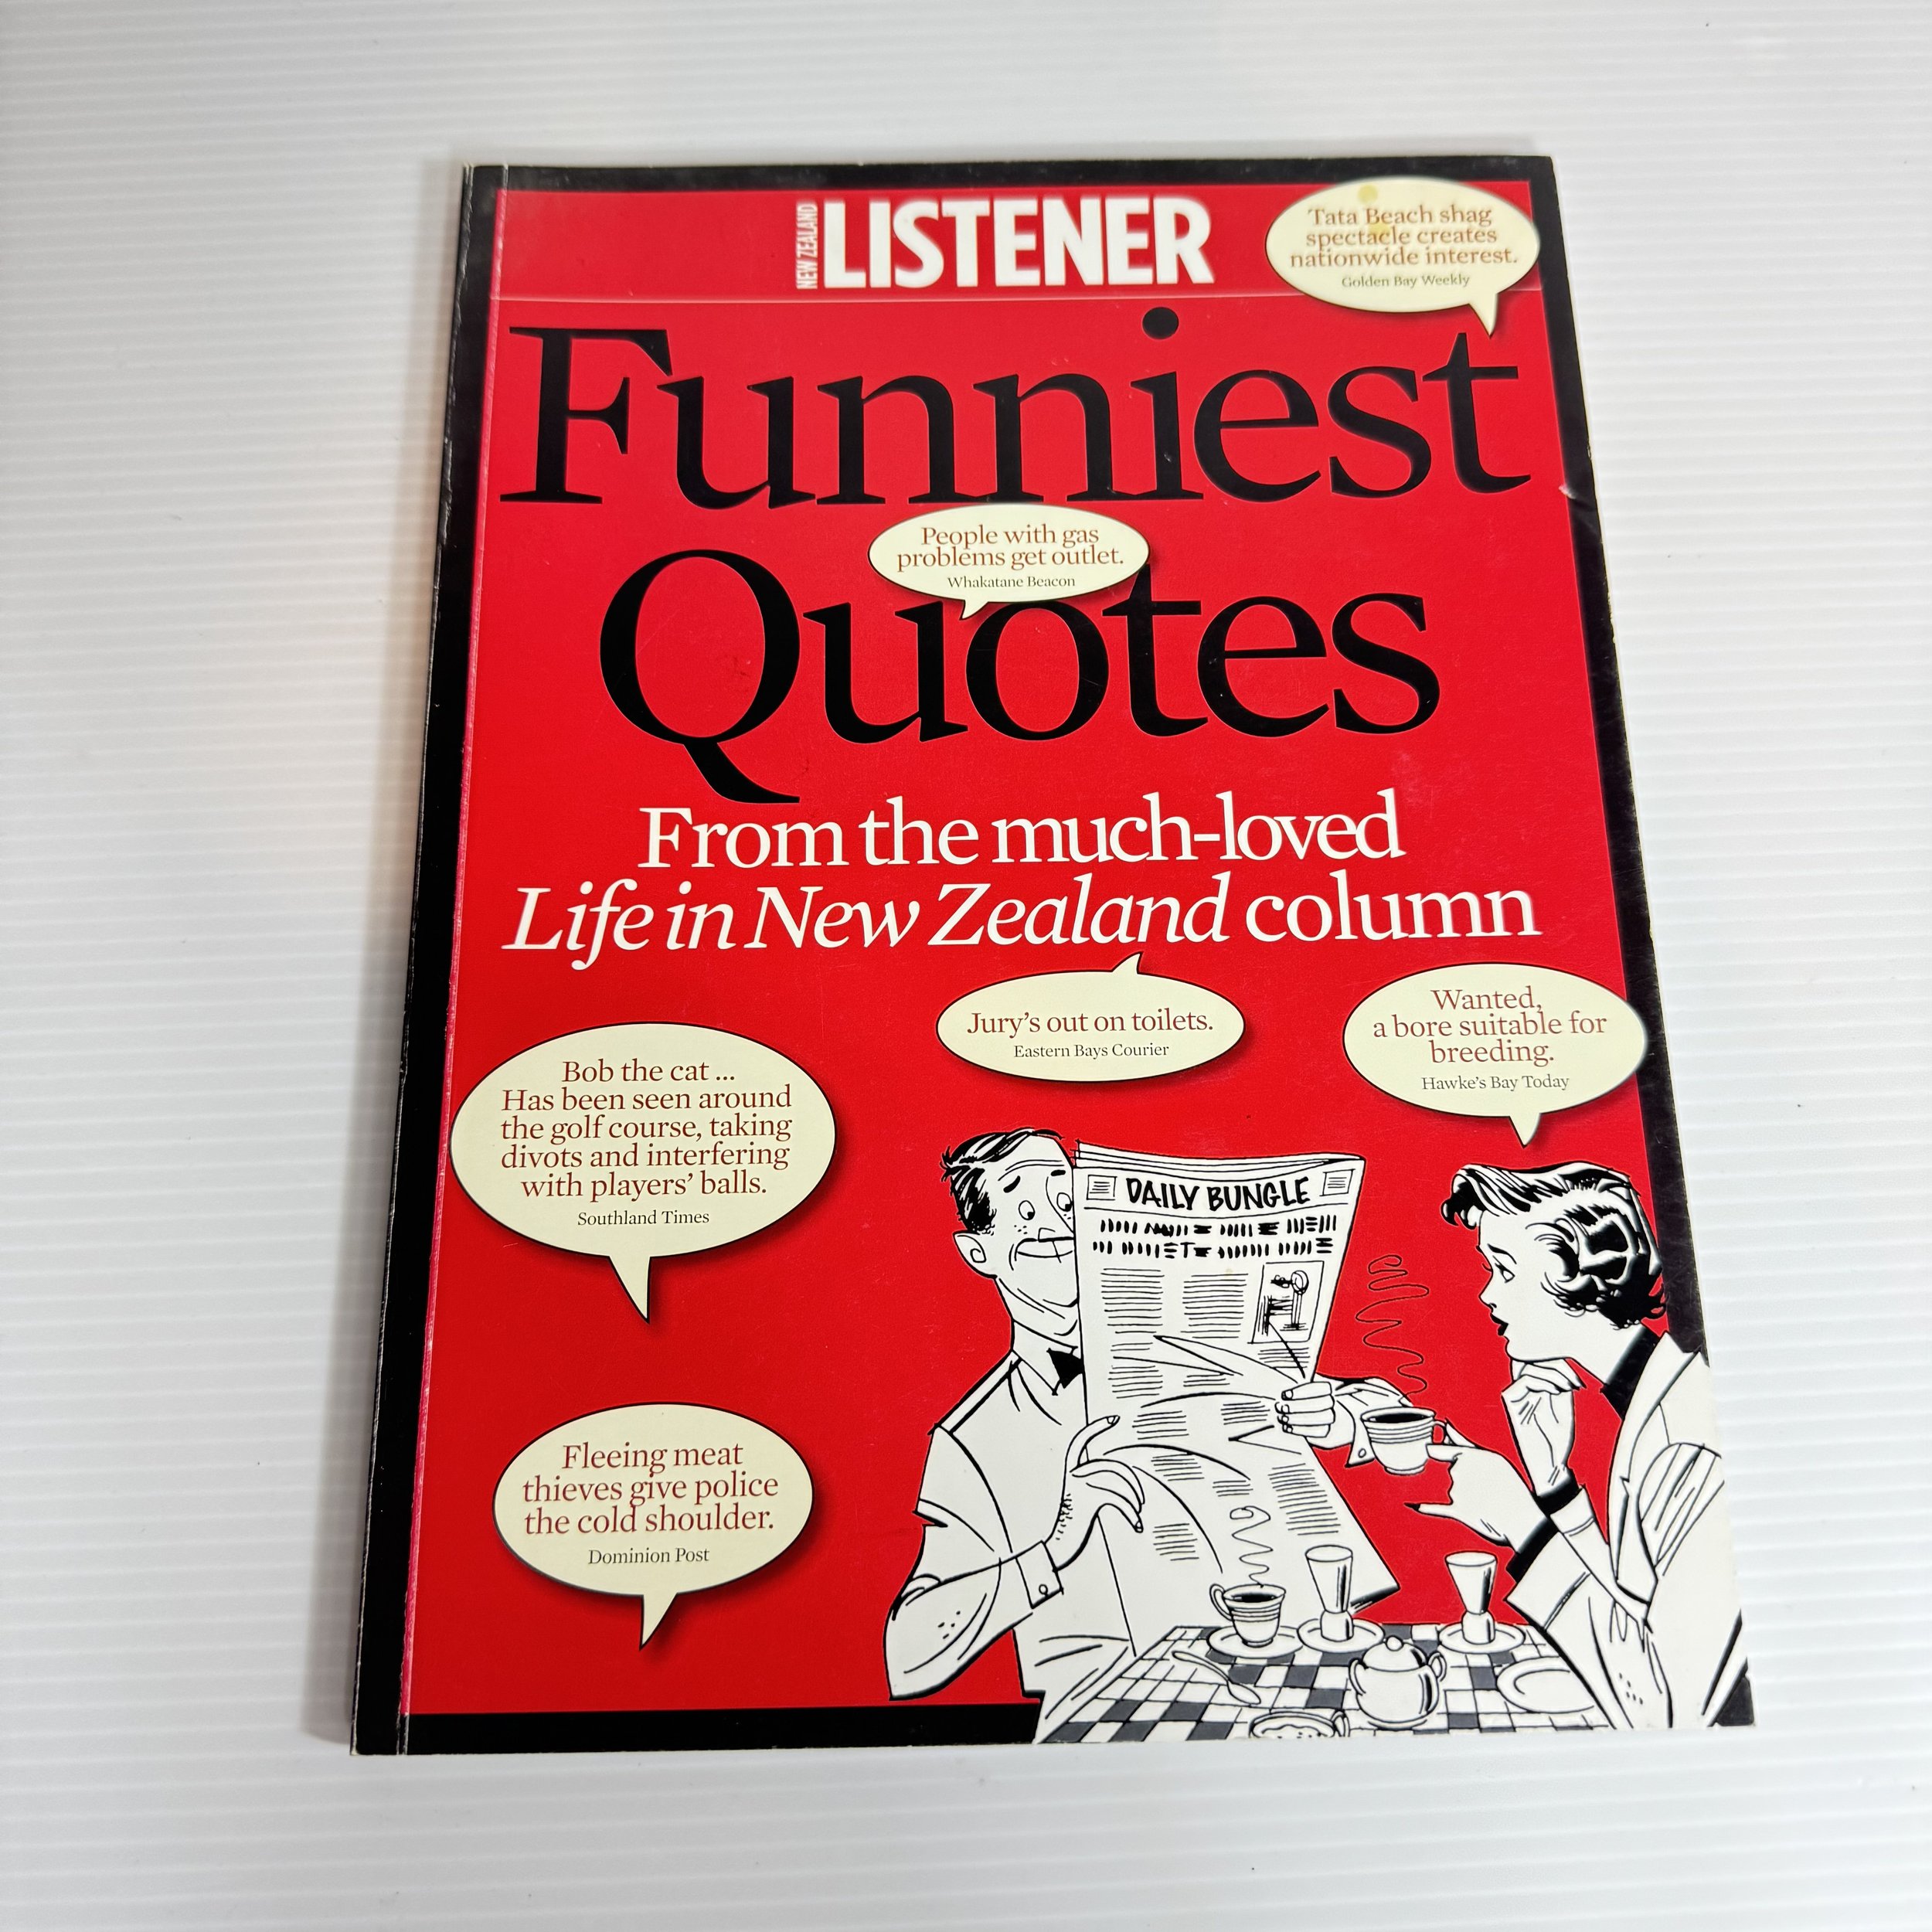 NEW ZEALAND
LISTENER
Tata Beach shag
spectacle creates
nationwide interest.
Golden Bay Weekly
Funniest
People with gas
problems get outlet.
Whakatane Beacon
Quotes
From the much-loved
Life in New Zealand column
Jury's out on toilets.
Eastern Bays Courier
Wanted,
a bore suitable for
breeding.
Hawke's Bay Today
Bob the cat ...
Has been seen around
the golf course, taking
divots and interfering
with players' balls.
Southland Times
DAILY BUNGLE
Fleeing meat
thieves give police
the cold shoulder.
Dominion Post